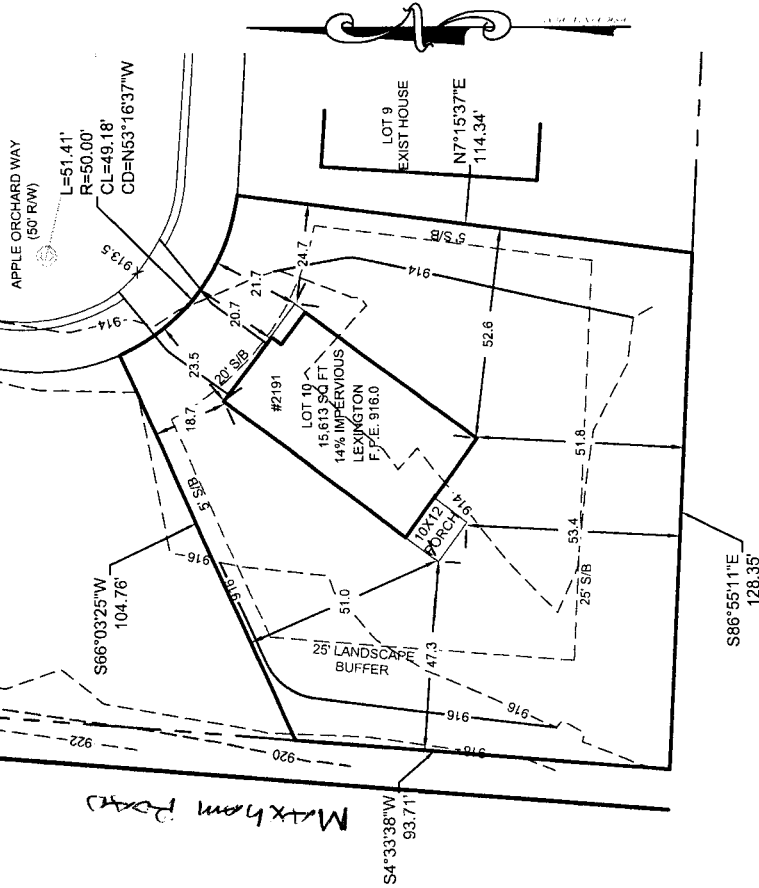 APPLE ORCHARD WAY
(50' R/W)
L=51.41'
R=50.00'
CL=49.18'
CD=N53°16'37"W
913.5
-914
LOT 9
EXIST HOUSE
N7°15'37"E
114.34'
23.5
20.7
21.7
24.7
20' S/B
18.7
5' S/B
5' S/B
914
#2191
LOT 10
15,613 SQ FT
14% IMPERVIOUS
LEXINGTON
F.P.E. 916.0
52.6
S66°03'25"W
104.76'
914
10X12
PORCH
51.8
53.4
916
916
51.0
25' S/B
25' LANDSCAPE
BUFFER
47.3
S86°55'11"E
128.35'
922
920
916
916
918
S4°33'38"W
93.71'